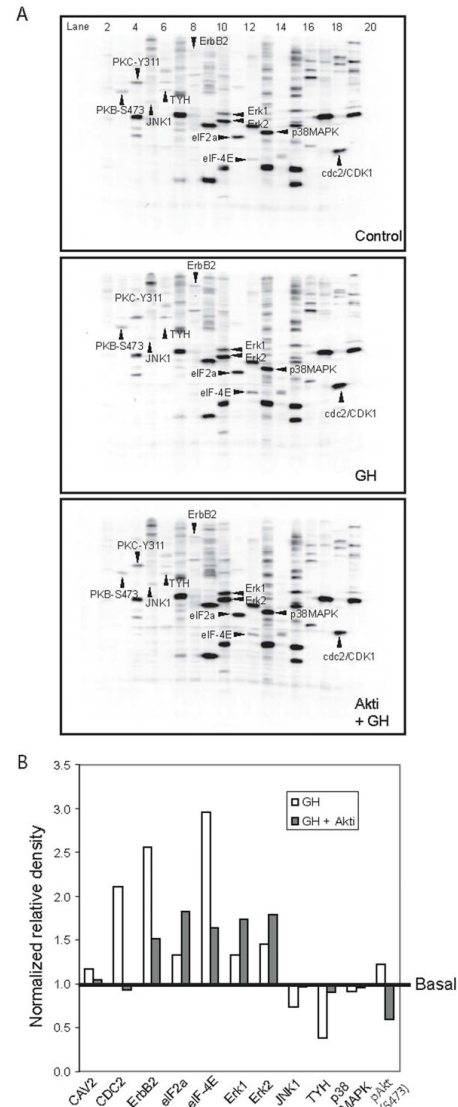 A
Lane 2 4 6 8 10 12 14 16 18 20
ErbB2
PKC-Y311
PKB-S473
JNK1
TYH
Erk1
Erk2
eIF2a
p38MAPK
eIF-4E
cdc2/CDK1
Control
ErbB2
PKC-Y311
PKB-S473
JNK1
TYH
Erk1
Erk2
eIF2a
p38MAPK
eIF-4E
cdc2/CDK1
GH
ErbB2
PKC-Y311
PKB-S473
JNK1
TYH
Erk1
Erk2
eIF2a
p38MAPK
eIF-4E
cdc2/CDK1
Akti
+ GH
B
Normalized relative density
3.5
3.0
2.5
2.0
1.5
1.0
0.5
0.0
GH
GH + Akti
Basal
CAV2
CDC2
ErbB2
eIF2a
eIF-4E
Erk1
Erk2
JNK1
TYH
p38
MAPK
pAkt
(S473)